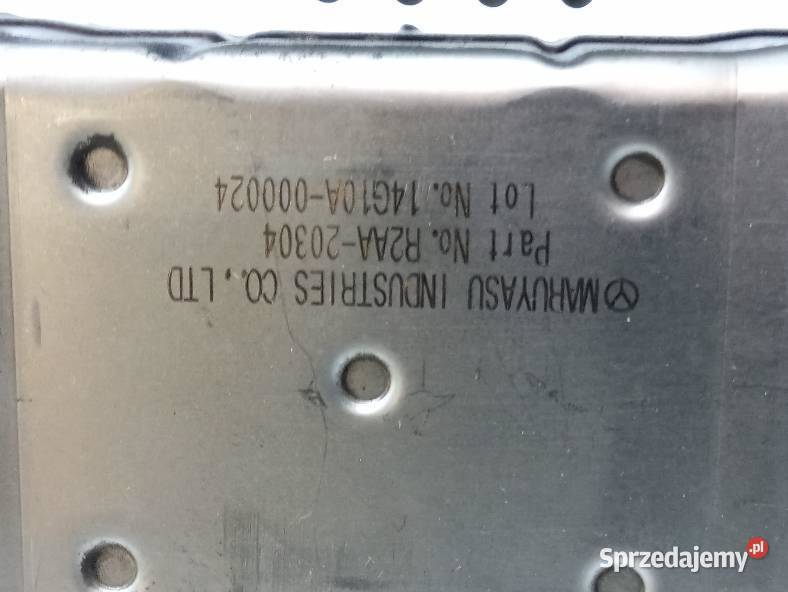 MARUYASU INDUSTRIES CO., LTD
Part No. R2AA-20304
Lot No. 14G10A-000024
Sprzedajemy.pl